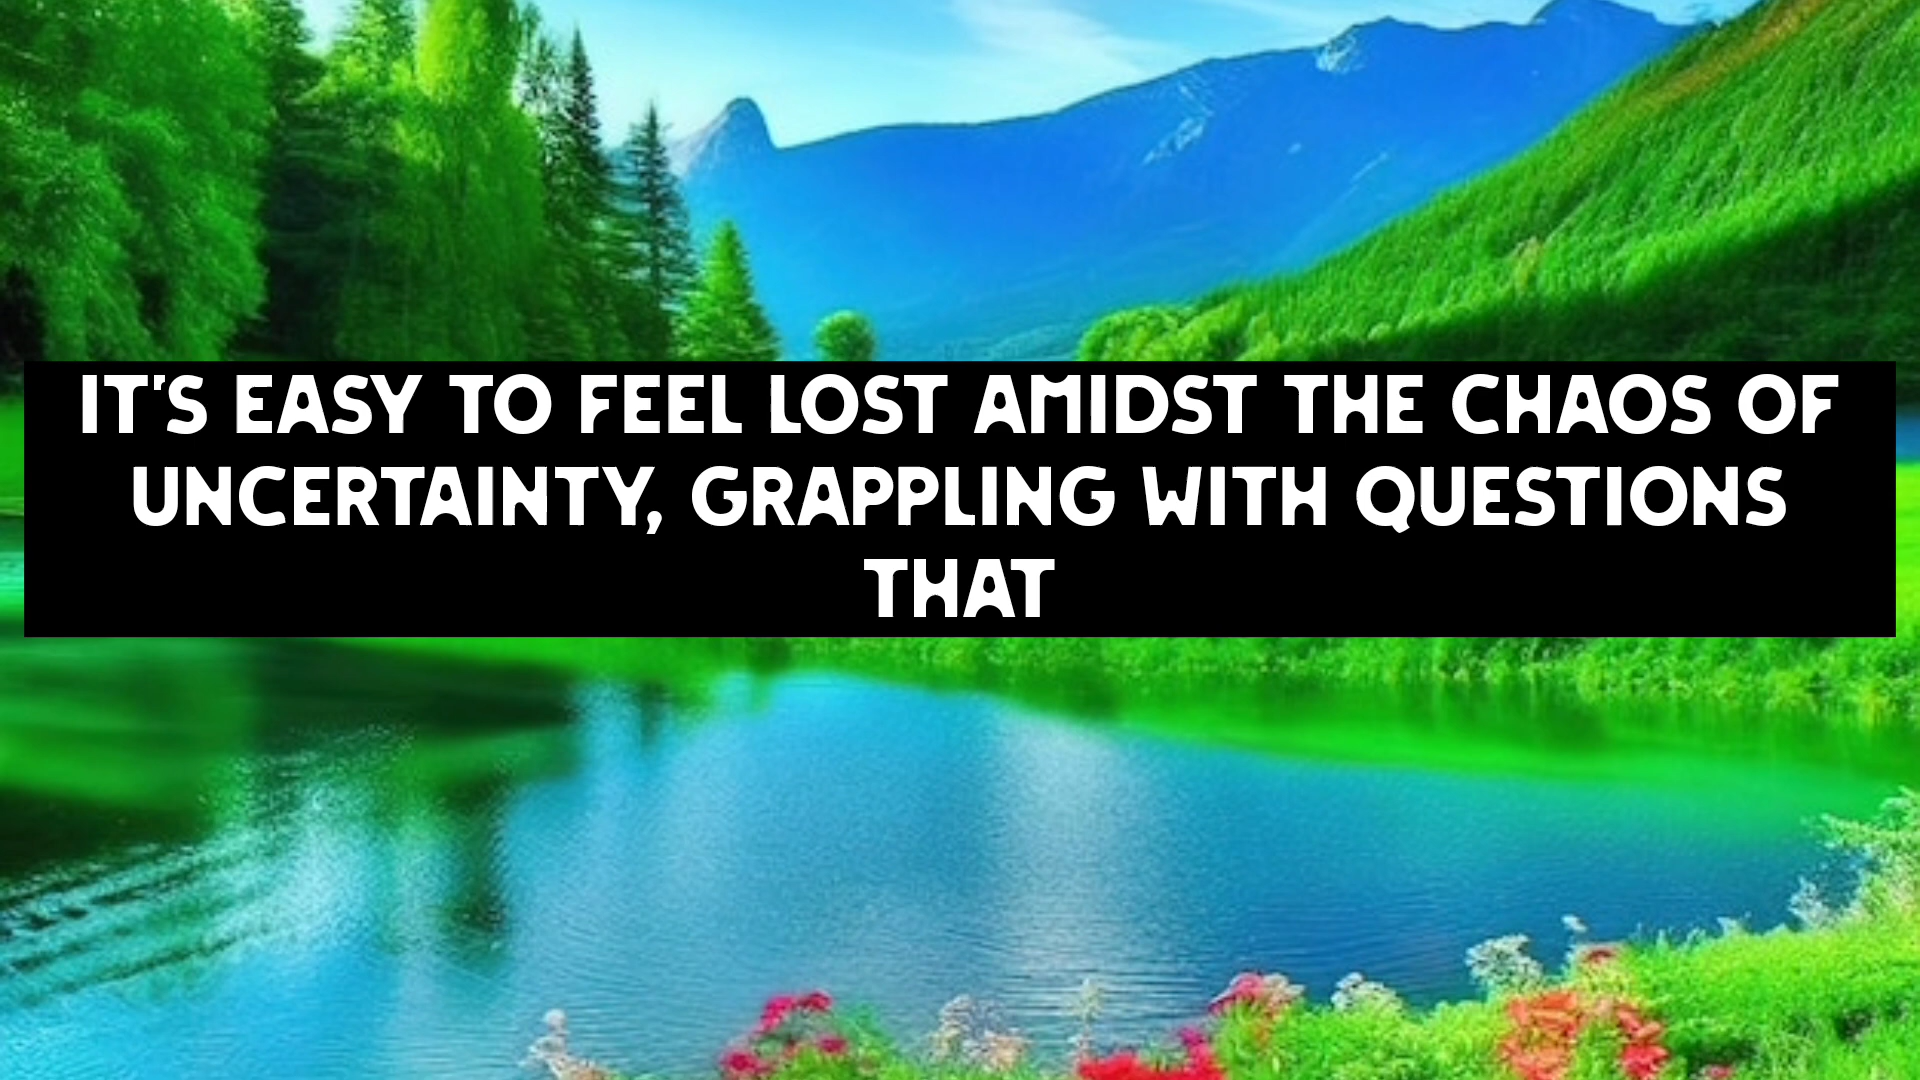 IT'S EASY TO FEEL LOST AMIDST THE CHAOS OF
UNCERTAINTY, GRAPPLING WITH QUESTIONS
THAT